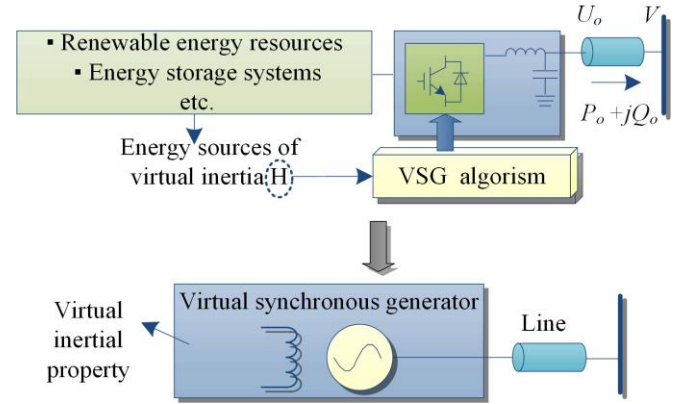 ▪ Renewable energy resources
▪ Energy storage systems
etc.
U_o
V
P_o+jQ_o
Energy sources of
virtual inertia H
VSG algorism
Virtual synchronous generator
Virtual
inertial
property
Line